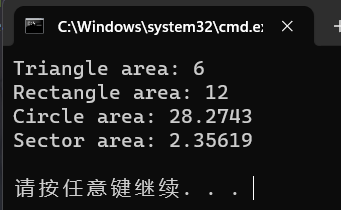 C:\Windows\system32\cmd.ex
Triangle area: 6
Rectangle area: 12
Circle area: 28.2743
Sector area: 2.35619
请按任意键继续. . .